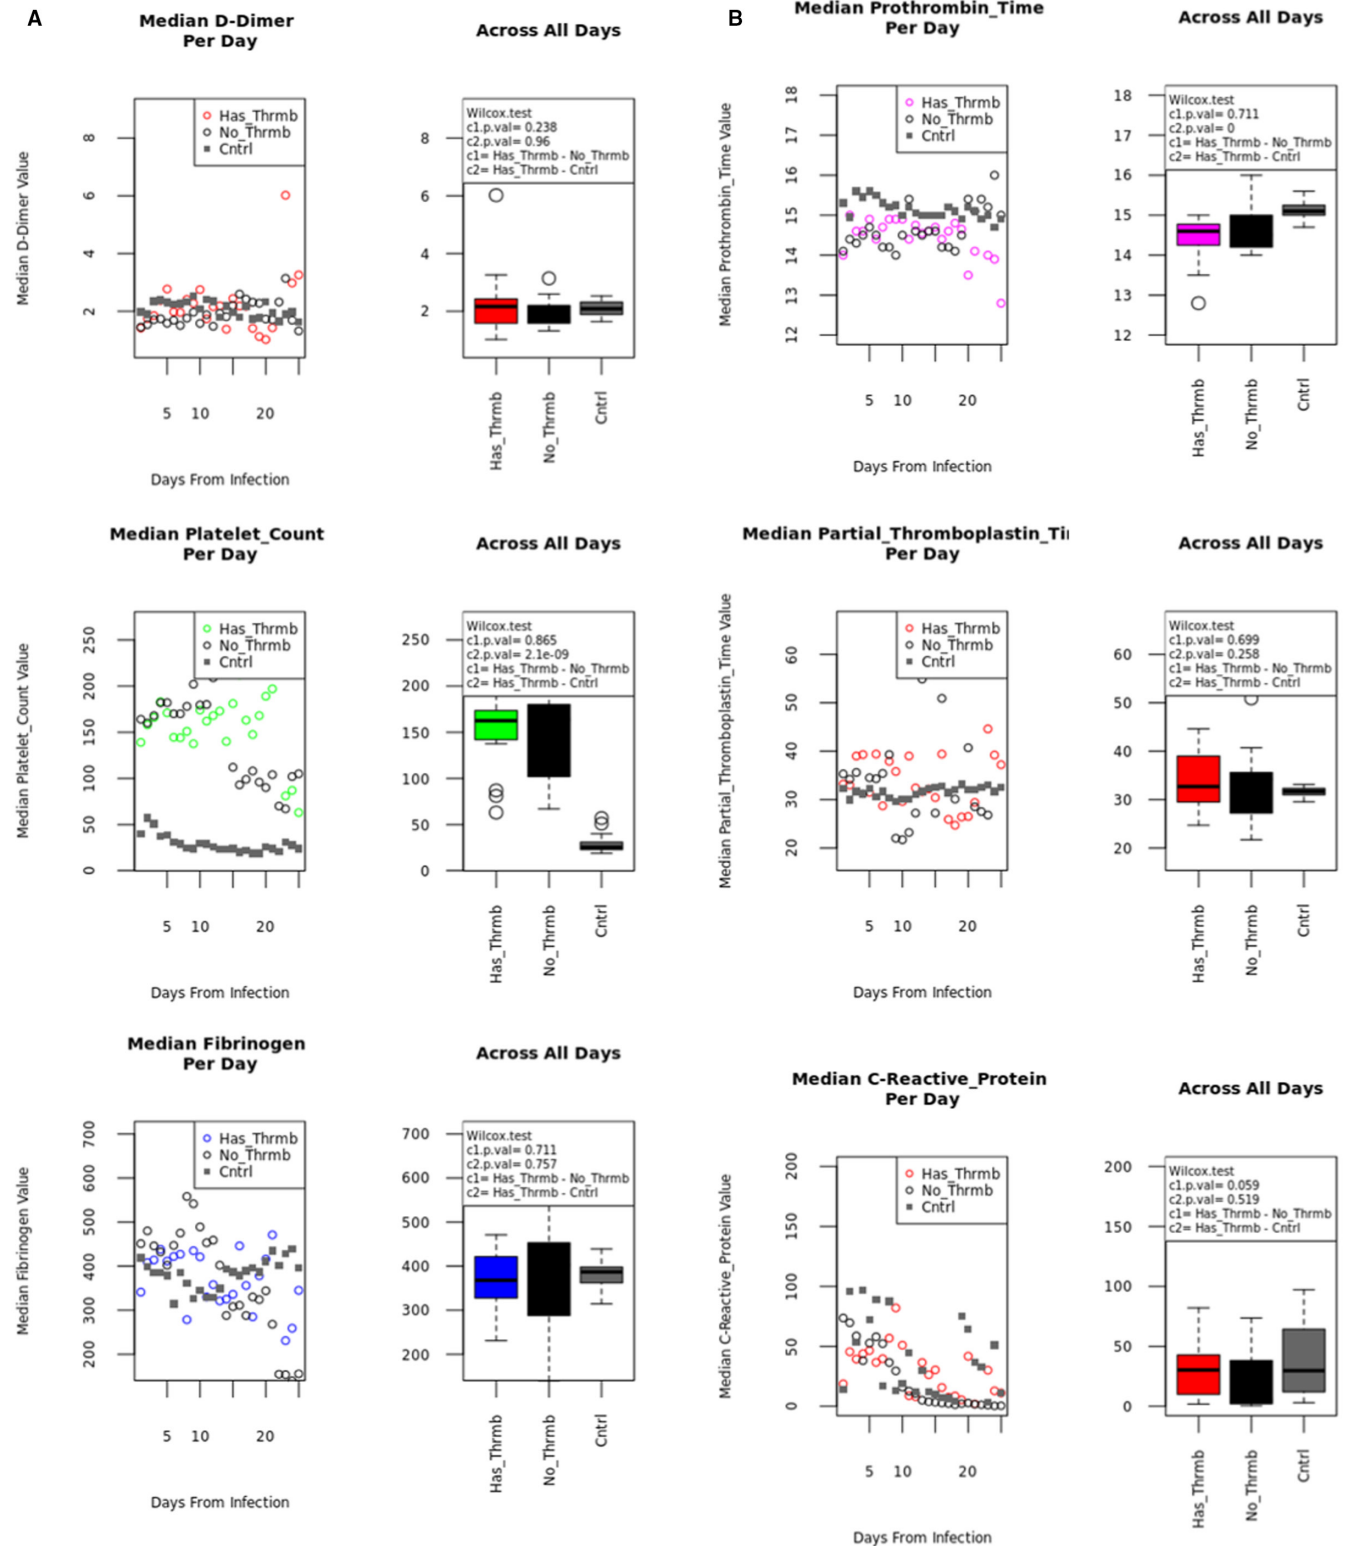 A
Median D-Dimer
Per Day
Across All Days
Median D-Dimer Value
8
6
4
2
Has_Thrmb
No_Thrmb
Cntrl
5 10 20
Days From Infection
8
6
4
2
Wilcox.test
c1.p.val= 0.238
c2.p.val= 0.96
c1= Has_Thrmb - No_Thrmb
c2= Has_Thrmb - Cntrl
Has_Thrmb
No_Thrmb
Cntrl
Median Platelet_Count
Per Day
Across All Days
Median Platelet_Count Value
250
200
150
100
50
0
Has_Thrmb
No_Thrmb
Cntrl
5 10 20
Days From Infection
250
200
150
100
50
0
Wilcox.test
c1.p.val= 0.865
c2.p.val= 2.1e-09
c1= Has_Thrmb - No_Thrmb
c2= Has_Thrmb - Cntrl
Has_Thrmb
No_Thrmb
Cntrl
Median Fibrinogen
Per Day
Across All Days
Median Fibrinogen Value
700
600
500
400
300
200
Has_Thrmb
No_Thrmb
Cntrl
5 10 20
Days From Infection
700
600
500
400
300
200
Wilcox.test
c1.p.val= 0.711
c2.p.val= 0.757
c1= Has_Thrmb - No_Thrmb
c2= Has_Thrmb - Cntrl
Has_Thrmb
No_Thrmb
Cntrl
B
Median Prothrombin_Time
Per Day
Across All Days
Median Prothrombin_Time Value
18
17
16
15
14
13
12
Has_Thrmb
No_Thrmb
Cntrl
5 10 20
Days From Infection
18
17
16
15
14
13
12
Wilcox.test
c1.p.val= 0.711
c2.p.val= 0
c1= Has_Thrmb - No_Thrmb
c2= Has_Thrmb - Cntrl
Has_Thrmb
No_Thrmb
Cntrl
Median Partial_Thromboplastin_Ti
Per Day
Across All Days
Median Partial_Thromboplastin_Time Value
60
50
40
30
20
Has_Thrmb
No_Thrmb
Cntrl
5 10 20
Days From Infection
60
50
40
30
20
Wilcox.test
c1.p.val= 0.699
c2.p.val= 0.258
c1= Has_Thrmb - No_Thrmb
c2= Has_Thrmb - Cntrl
Has_Thrmb
No_Thrmb
Cntrl
Median C-Reactive_Protein
Per Day
Across All Days
Median C-Reactive_Protein Value
200
150
100
50
0
Has_Thrmb
No_Thrmb
Cntrl
5 10 20
Days From Infection
200
150
100
50
0
Wilcox.test
c1.p.val= 0.059
c2.p.val= 0.519
c1= Has_Thrmb - No_Thrmb
c2= Has_Thrmb - Cntrl
Has_Thrmb
No_Thrmb
Cntrl